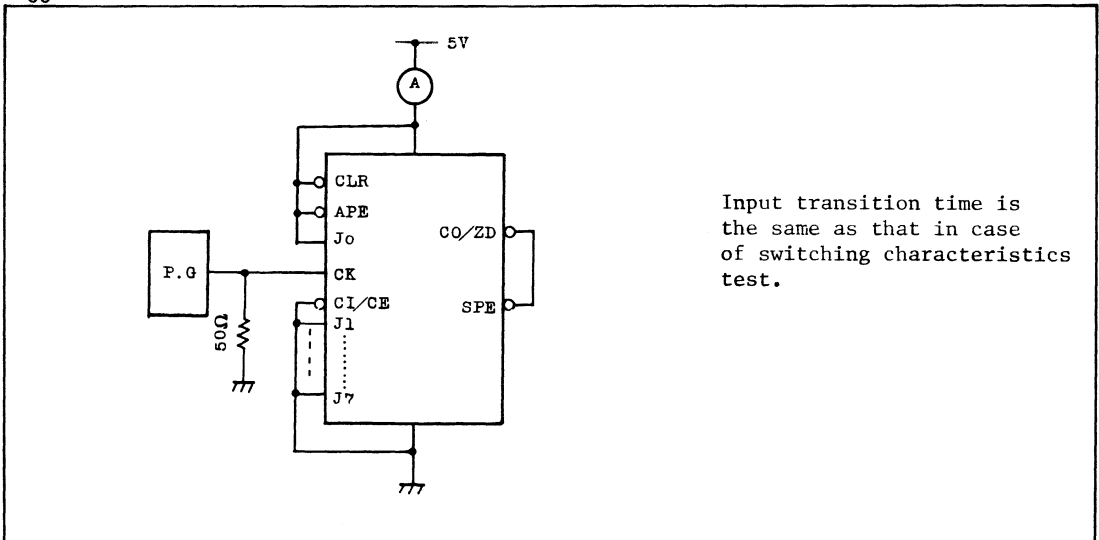 5V
A
CLR
APE
Jo
CK
CI/CE
J1
J7
CO/ZD
SPE
P.G
50Ω
Input transition time is
the same as that in case
of switching characteristics
test.